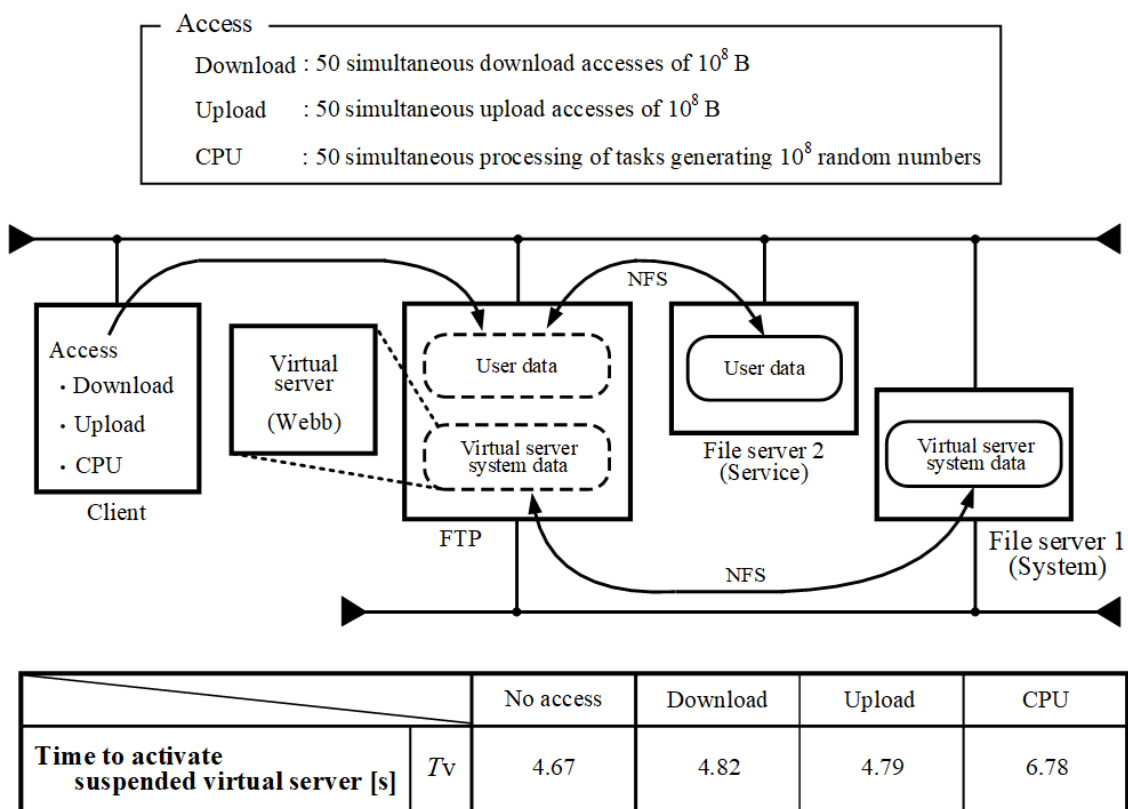 Access
Download : 50 simultaneous download accesses of 10⁸ B
Upload : 50 simultaneous upload accesses of 10⁸ B
CPU : 50 simultaneous processing of tasks generating 10⁸ random numbers
NFS
Access
・Download
・Upload
・CPU
Client
Virtual
server
(Webb)
User data
Virtual server
system data
FTP
User data
File server 2
(Service)
Virtual server
system data
File server 1
(System)
NFS
No access Download Upload CPU
Time to activate
suspended virtual server [s] Tv 4.67 4.82 4.79 6.78